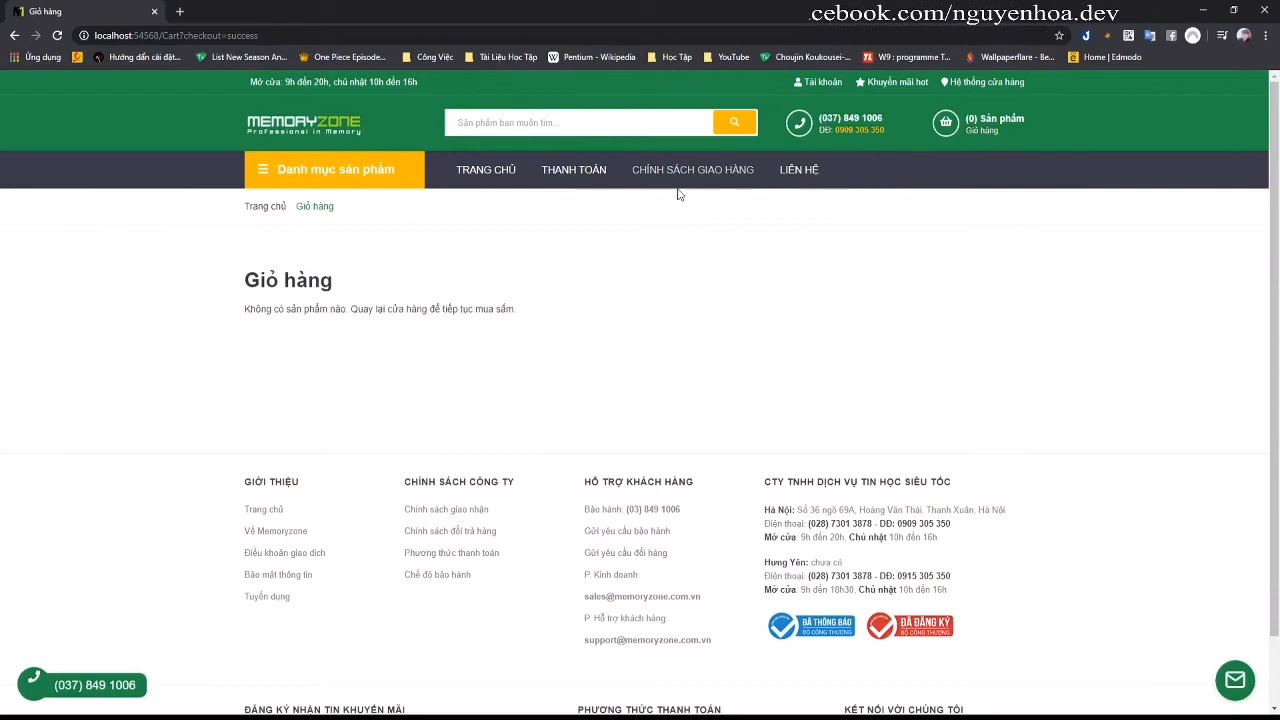 Giỏ hàng
.cebook.com/nguyenhoa.dev
localhost:54568/Cart?checkout=success
Ứng dụng
Hướng dẫn cài đặt...
List New Season An...
One Piece Episode...
Công Việc
Tài Liệu Học Tập
Pentium - Wikipedia
Học Tập
YouTube
Choujin Koukousei-...
W9 : programme T...
Wallpaperflare - Be...
Home | Edmodo
Mở cửa: 9h đến 20h, chủ nhật 10h đến 16h
Tài khoản
Khuyến mãi hot
Hệ thống cửa hàng
MEMORYZONE
Professional in Memory
Sản phẩm bạn muốn tìm...
(037) 849 1006
DĐ: 0909 305 350
(0) Sản phẩm
Giỏ hàng
Danh mục sản phẩm
TRANG CHỦ
THANH TOÁN
CHÍNH SÁCH GIAO HÀNG
LIÊN HỆ
Trang chủ
Giỏ hàng
Giỏ hàng
Không có sản phẩm nào. Quay lại cửa hàng để tiếp tục mua sắm.
GIỚI THIỆU
Trang chủ
Về Memoryzone
Điều khoản giao dịch
Bảo mật thông tin
Tuyển dụng
CHÍNH SÁCH CÔNG TY
Chính sách giao nhận
Chính sách đổi trả hàng
Phương thức thanh toán
Chế độ bảo hành
HỖ TRỢ KHÁCH HÀNG
Bảo hành: (03) 849 1006
Gửi yêu cầu bảo hành
Gửi yêu cầu đổi hàng
P. Kinh doanh:
sales@memoryzone.com.vn
P. Hỗ trợ khách hàng:
support@memoryzone.com.vn
CTY TNHH DỊCH VỤ TIN HỌC SIÊU TỐC
Hà Nội: Số 36 ngõ 69A, Hoàng Văn Thái, Thanh Xuân, Hà Nội
Điện thoại: (028) 7301 3878 - DĐ: 0909 305 350
Mở cửa: 9h đến 20h, Chủ nhật 10h đến 16h
Hưng Yên: chưa có
Điện thoại: (028) 7301 3878 - DĐ: 0915 305 350
Mở cửa: 9h đến 18h30, Chủ nhật 10h đến 16h
ĐÃ THÔNG BÁO
BỘ CÔNG THƯƠNG
ĐÃ ĐĂNG KÝ
BỘ CÔNG THƯƠNG
(037) 849 1006
ĐĂNG KÝ NHẬN TIN KHUYẾN MÃI
PHƯƠNG THỨC THANH TOÁN
KẾT NỐI VỚI CHÚNG TÔI